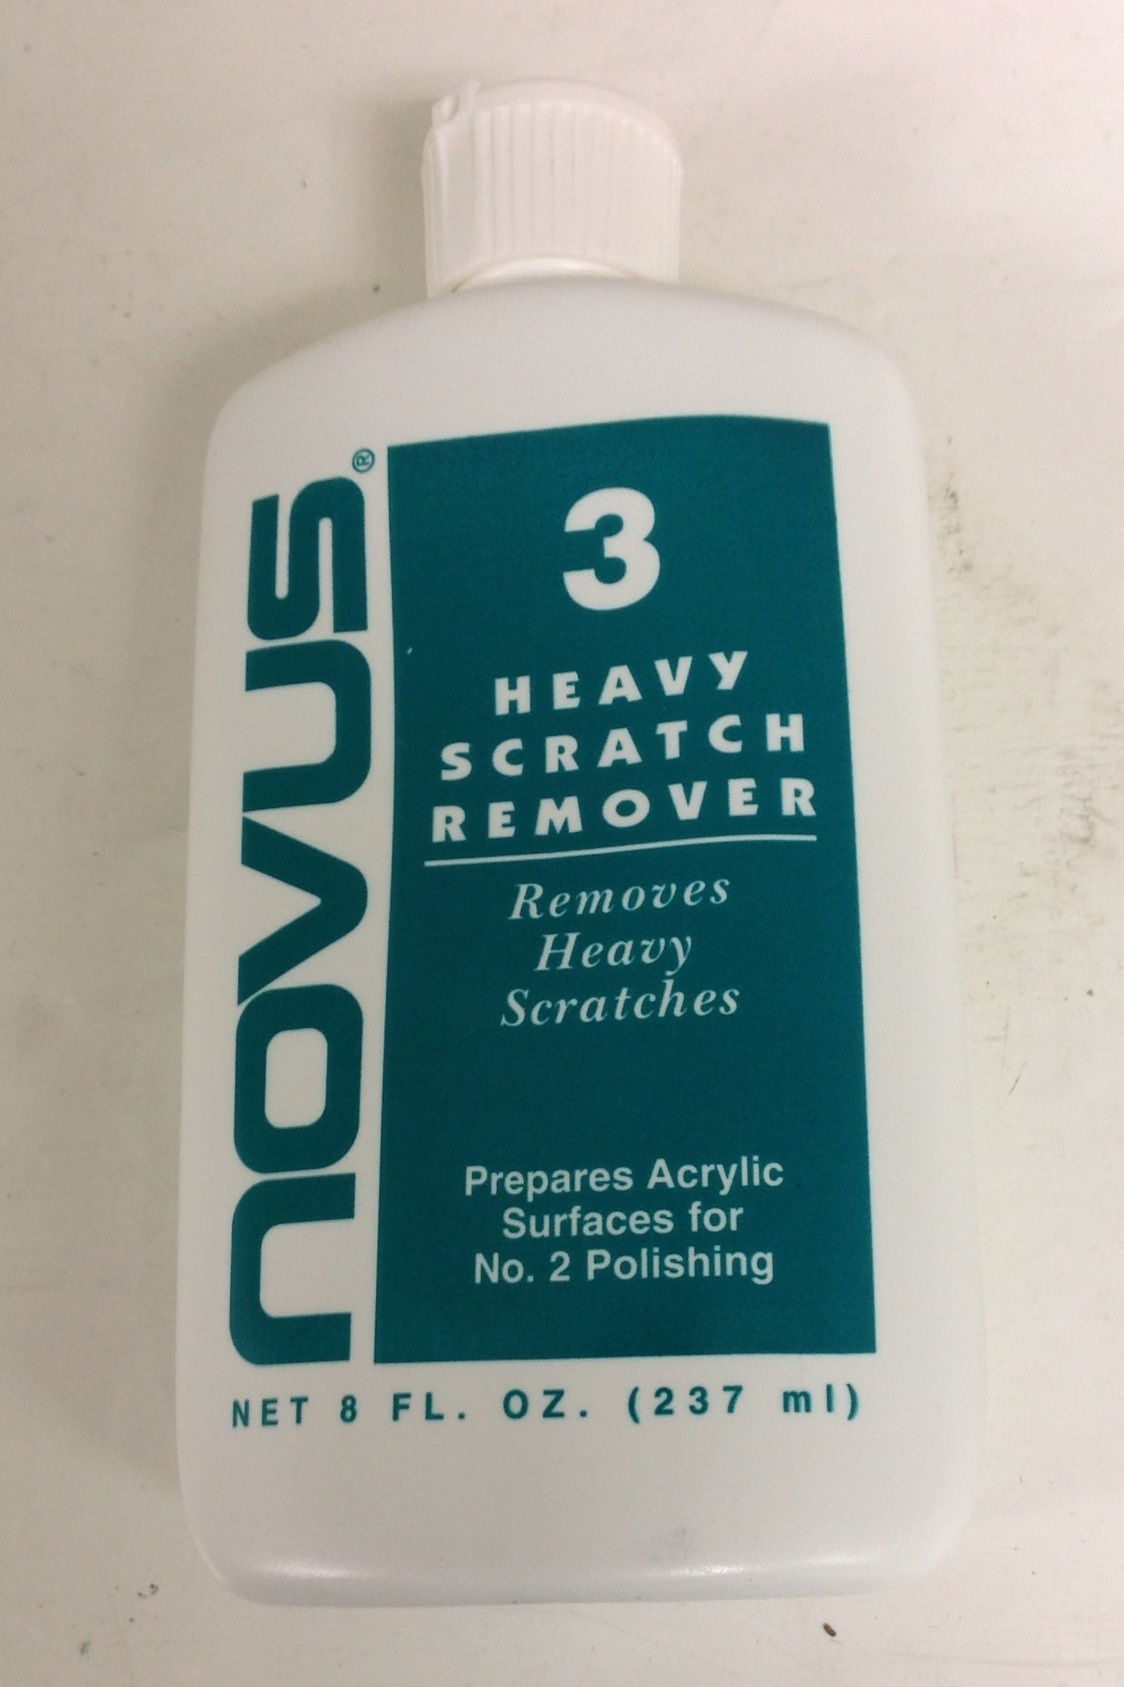 novus®
3
HEAVY
SCRATCH
REMOVER
Removes
Heavy
Scratches
Prepares Acrylic
Surfaces for
No. 2 Polishing
NET 8 FL. OZ. (237 ml)